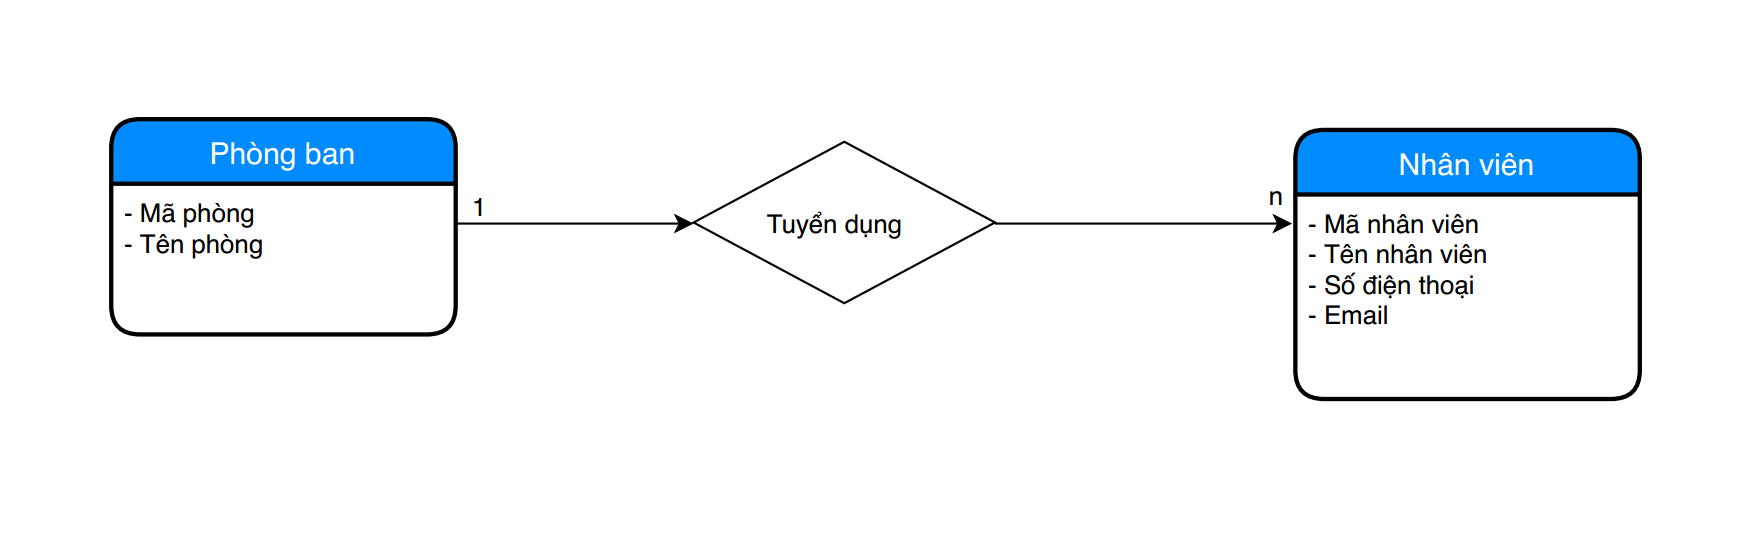 Phòng ban
- Mã phòng
- Tên phòng
1
Tuyển dụng
n
Nhân viên
- Mã nhân viên
- Tên nhân viên
- Số điện thoại
- Email